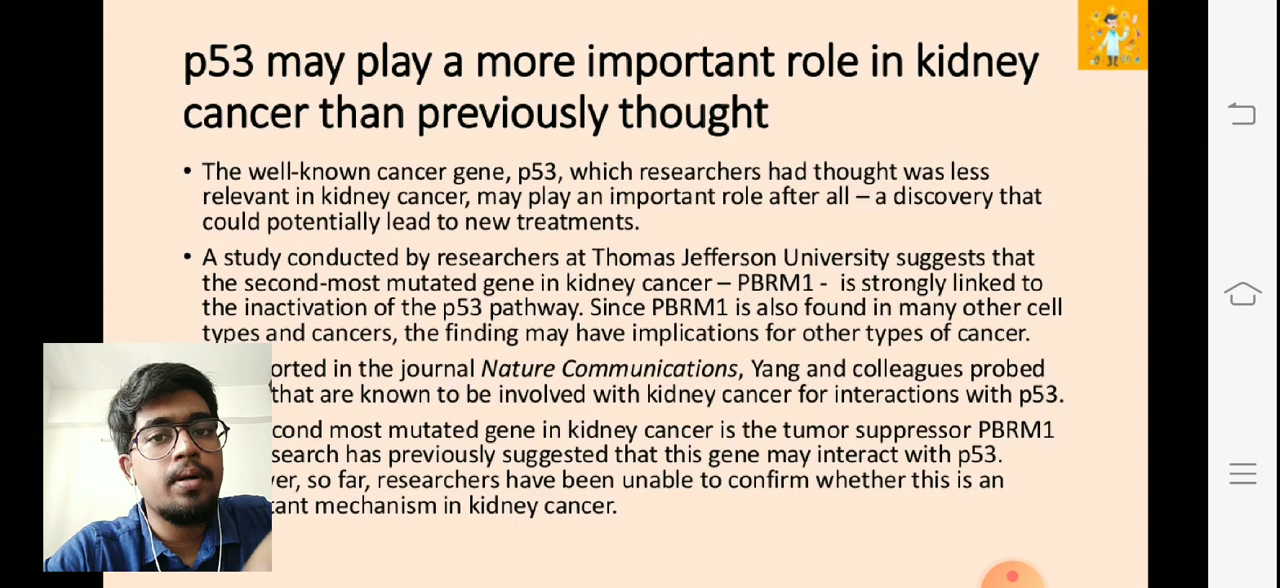 p53 may play a more important role in kidney
cancer than previously thought
• The well-known cancer gene, p53, which researchers had thought was less
relevant in kidney cancer, may play an important role after all – a discovery that
could potentially lead to new treatments.
• A study conducted by researchers at Thomas Jefferson University suggests that
the second-most mutated gene in kidney cancer – PBRM1 - is strongly linked to
the inactivation of the p53 pathway. Since PBRM1 is also found in many other cell
types and cancers, the finding may have implications for other types of cancer.
orted in the journal Nature Communications, Yang and colleagues probed
that are known to be involved with kidney cancer for interactions with p53.
cond most mutated gene in kidney cancer is the tumor suppressor PBRM1
search has previously suggested that this gene may interact with p53.
er, so far, researchers have been unable to confirm whether this is an
tant mechanism in kidney cancer.